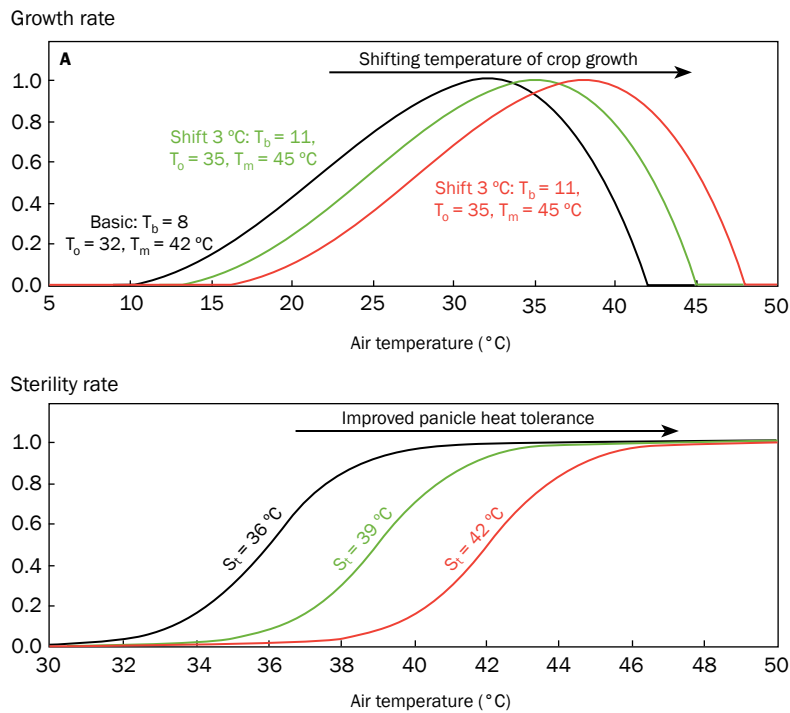 Growth rate
A
Shifting temperature of crop growth
1.0
0.8
0.6
0.4
0.2
0.0
Shift 3 ºC: Tb = 11,
To = 35, Tm = 45 ºC
Shift 3 ºC: Tb = 11,
To = 35, Tm = 45 ºC
Basic: Tb = 8
To = 32, Tm = 42 ºC
5 10 15 20 25 30 35 40 45 50
Air temperature (°C)
Sterility rate
Improved panicle heat tolerance
1.0
0.8
0.6
0.4
0.2
0.0
St = 36 ºC
St = 39 ºC
St = 42 ºC
30 32 34 36 38 40 42 44 46 48 50
Air temperature (°C)